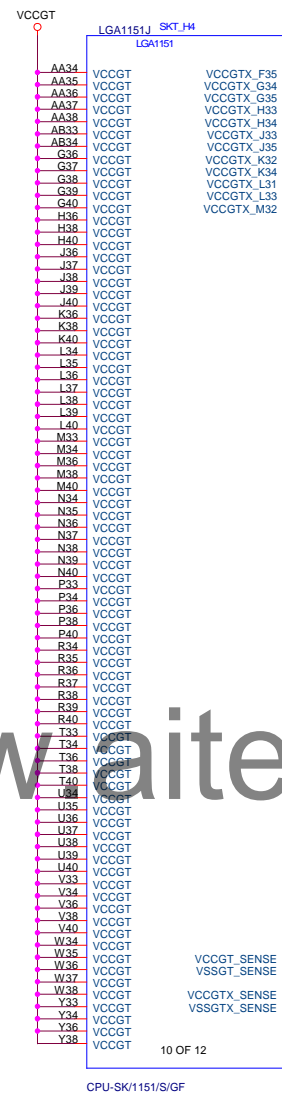 VCCGT
LGA1151J SKT_H4
LGA1151
AA34 VCCGT VCCGTX_F35
AA35 VCCGT VCCGTX_G34
AA36 VCCGT VCCGTX_G35
AA37 VCCGT VCCGTX_H33
AA38 VCCGT VCCGTX_H34
AB33 VCCGT VCCGTX_J33
AB34 VCCGT VCCGTX_J35
G36 VCCGT VCCGTX_K32
G37 VCCGT VCCGTX_K34
G38 VCCGT VCCGTX_L31
G39 VCCGT VCCGTX_L33
G40 VCCGT VCCGTX_M32
H36 VCCGT
H38 VCCGT
H40 VCCGT
J36 VCCGT
J37 VCCGT
J38 VCCGT
J39 VCCGT
J40 VCCGT
K36 VCCGT
K38 VCCGT
K40 VCCGT
L34 VCCGT
L35 VCCGT
L36 VCCGT
L37 VCCGT
L38 VCCGT
L39 VCCGT
L40 VCCGT
M33 VCCGT
M34 VCCGT
M36 VCCGT
M38 VCCGT
M40 VCCGT
N34 VCCGT
N35 VCCGT
N36 VCCGT
N37 VCCGT
N38 VCCGT
N39 VCCGT
N40 VCCGT
P33 VCCGT
P34 VCCGT
P36 VCCGT
P38 VCCGT
P40 VCCGT
R34 VCCGT
R35 VCCGT
R36 VCCGT
R37 VCCGT
R38 VCCGT
R39 VCCGT
R40 VCCGT
T33 VCCGT
T34 VCCGT
T36 VCCGT
T38 VCCGT
T40 VCCGT
w.aite
U34 VCCGT
U35 VCCGT
U36 VCCGT
U37 VCCGT
U38 VCCGT
U39 VCCGT
U40 VCCGT
V33 VCCGT
V34 VCCGT
V36 VCCGT
V38 VCCGT
V40 VCCGT
W34 VCCGT
W35 VCCGT VCCGT_SENSE
W36 VCCGT VSSGT_SENSE
W37 VCCGT
W38 VCCGT VCCGTX_SENSE
Y33 VCCGT VSSGTX_SENSE
Y34 VCCGT
Y36 VCCGT
Y38 VCCGT
10 OF 12
CPU-SK/1151/S/GF